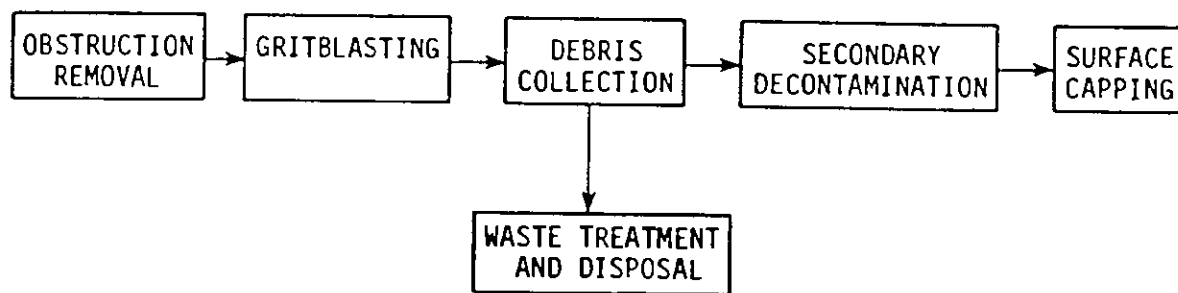 OBSTRUCTION
REMOVAL
GRITBLASTING
DEBRIS
COLLECTION
SECONDARY
DECONTAMINATION
SURFACE
CAPPING
WASTE TREATMENT
AND DISPOSAL